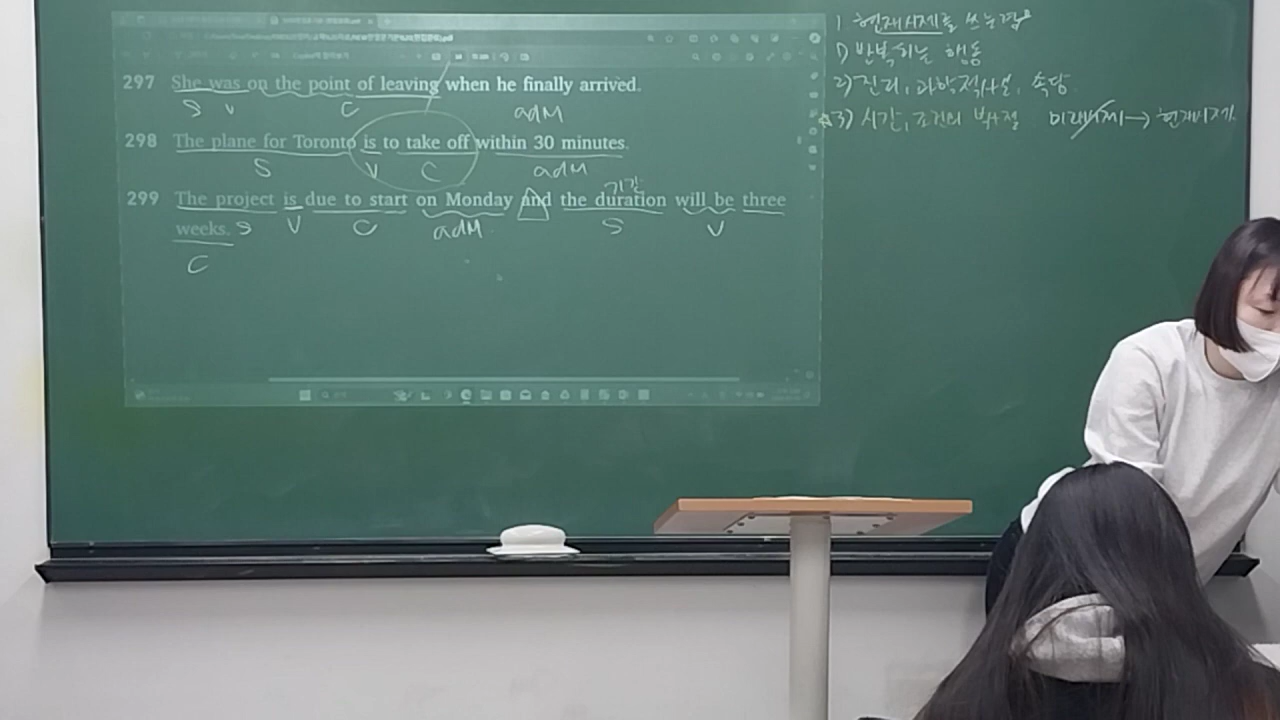 297 She was on the point of leaving when he finally arrived.
S V C adM
298 The plane for Toronto is to take off within 30 minutes.
S V C adM
기간
299 The project is due to start on Monday and the duration will be three
weeks. S V C adM S V
C
1. 현재시제를 쓰는
1) 반복되는 행동
2) 진리, 과학적사실, 속담
☆3) 시간, 조건의 부사절 미래시제 → 현재시제